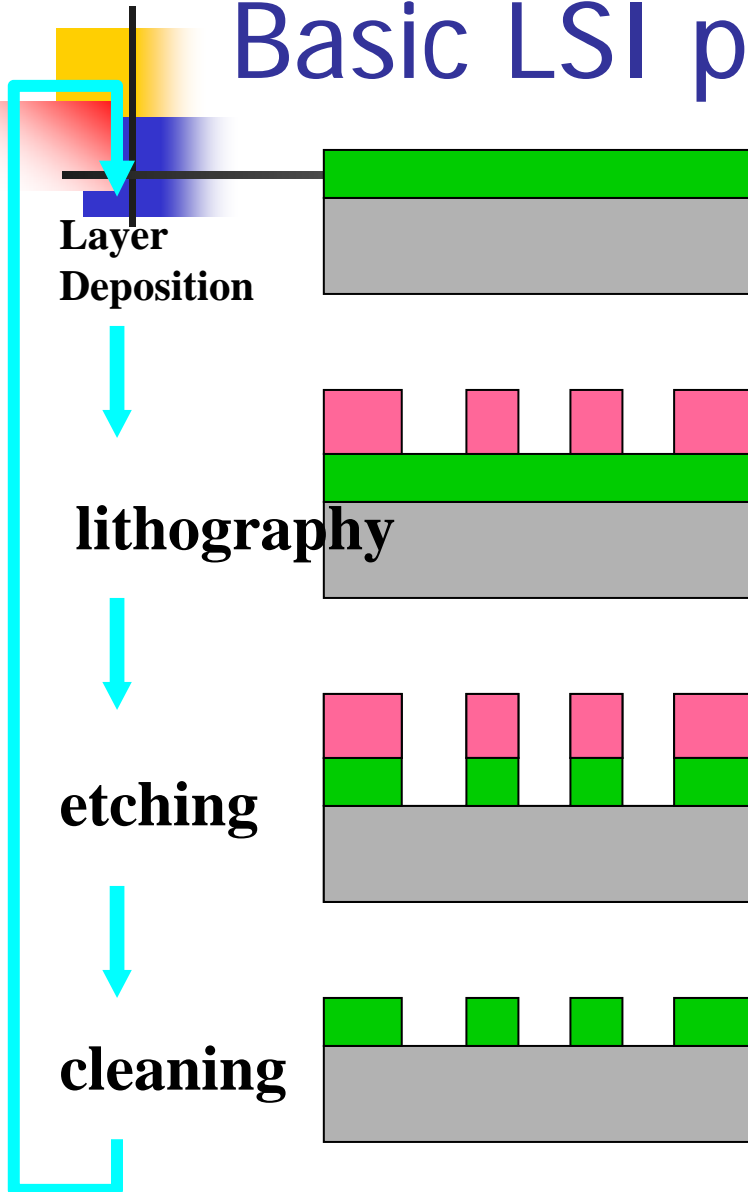 Basic LSI p
Layer
Deposition
lithography
etching
cleaning